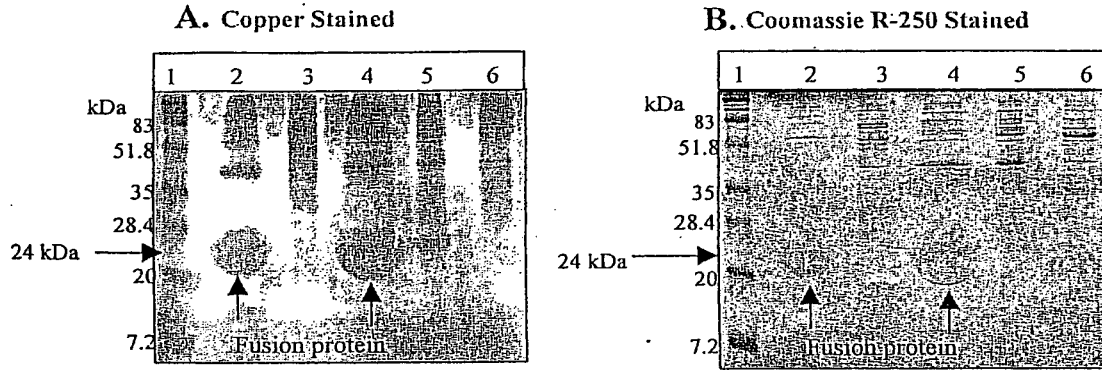 A. Copper Stained
1 2 3 4 5 6
kDa
83
51.8
35
28.4
24 kDa
20
7.2
Fusion protein
B. Coomassie R-250 Stained
1 2 3 4 5 6
kDa
83
51.8
35
28.4
24 kDa
20
7.2
Fusion protein